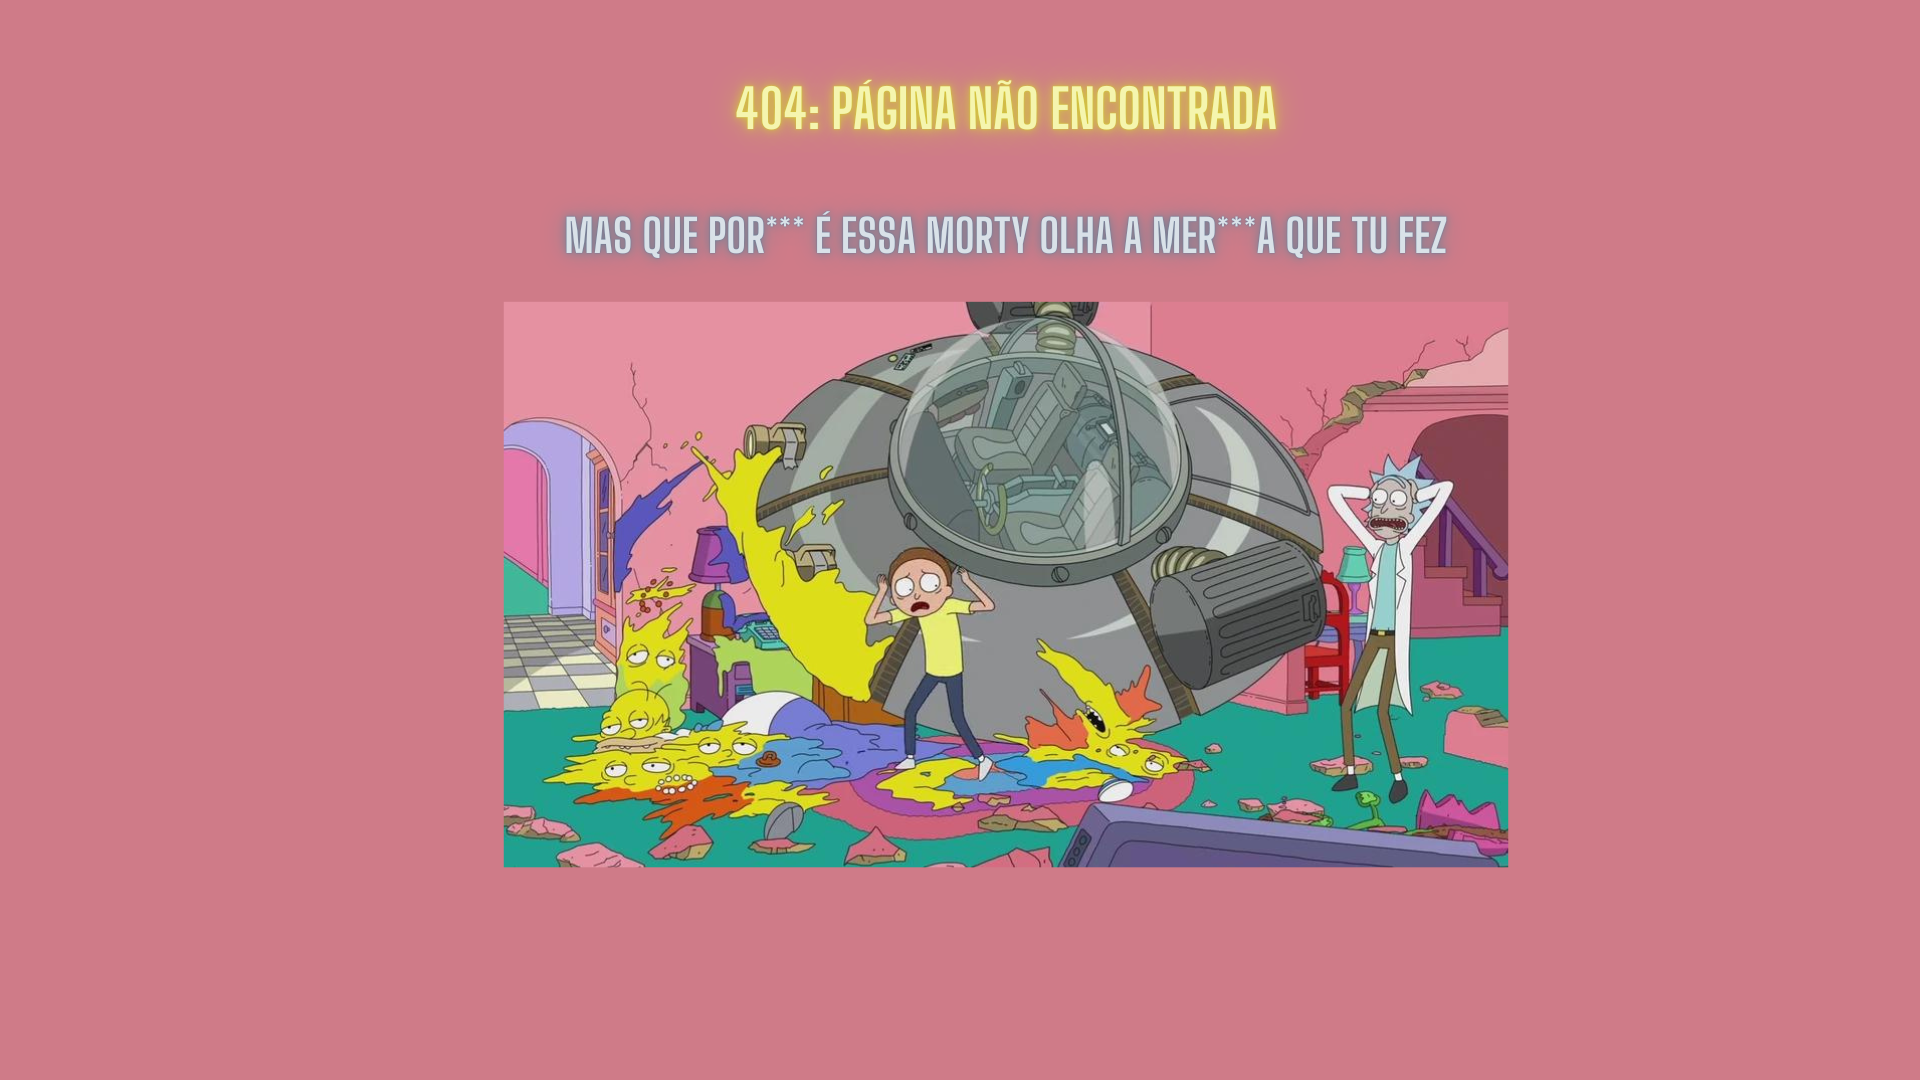 404: PÁGINA NÃO ENCONTRADA
MAS QUE POR*** É ESSA MORTY OLHA A MER***A QUE TU FEZ